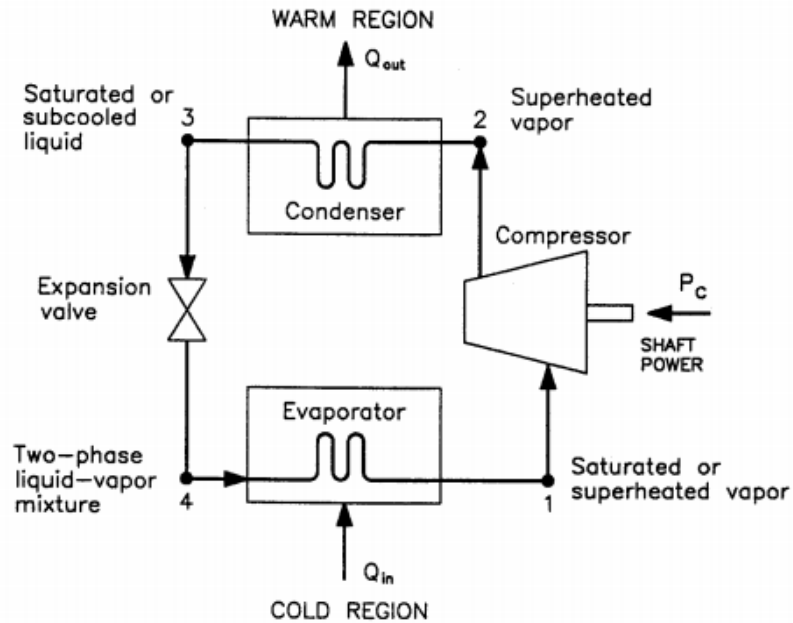 WARM REGION
Qout
Saturated or
subcooled
liquid
3
2
Superheated
vapor
Condenser
Compressor
Expansion
valve
Pc
SHAFT
POWER
Evaporator
Two-phase
liquid-vapor
mixture
4
1
Saturated or
superheated vapor
Qin
COLD REGION